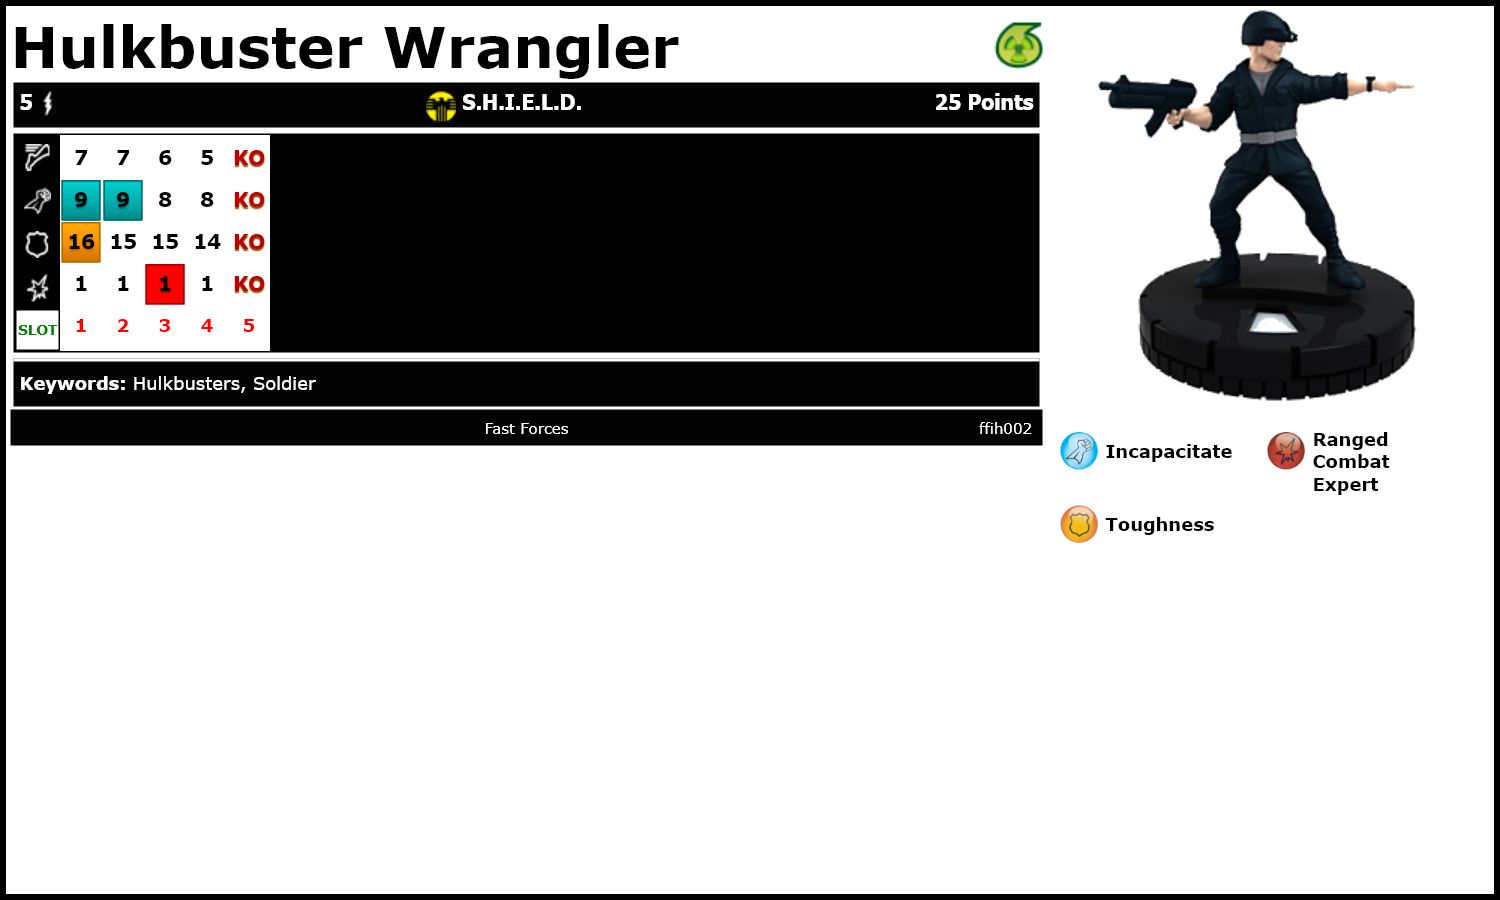 Hulkbuster Wrangler
5 S.H.I.E.L.D. 25 Points
7 7 6 5 KO
9 9 8 8 KO
16 15 15 14 KO
1 1 1 1 KO
SLOT 1 2 3 4 5
Keywords: Hulkbusters, Soldier
Fast Forces ffih002
Incapacitate
Ranged
Combat
Expert
Toughness